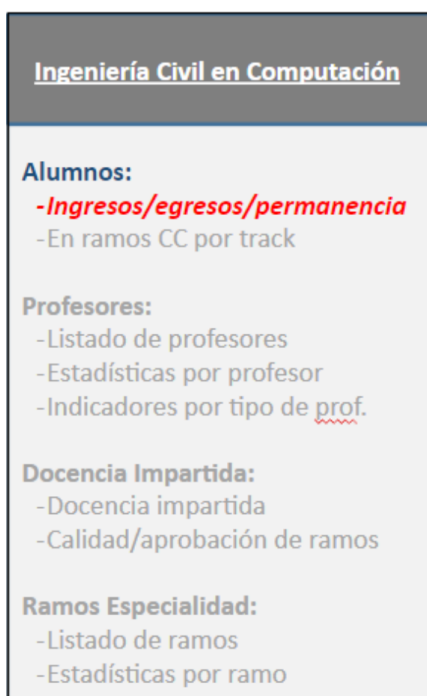 Ingeniería Civil en Computación
Alumnos:
-Ingresos/egresos/permanencia
-En ramos CC por track
Profesores:
-Listado de profesores
-Estadísticas por profesor
-Indicadores por tipo de prof.
Docencia Impartida:
-Docencia impartida
-Calidad/aprobación de ramos
Ramos Especialidad:
-Listado de ramos
-Estadísticas por ramo